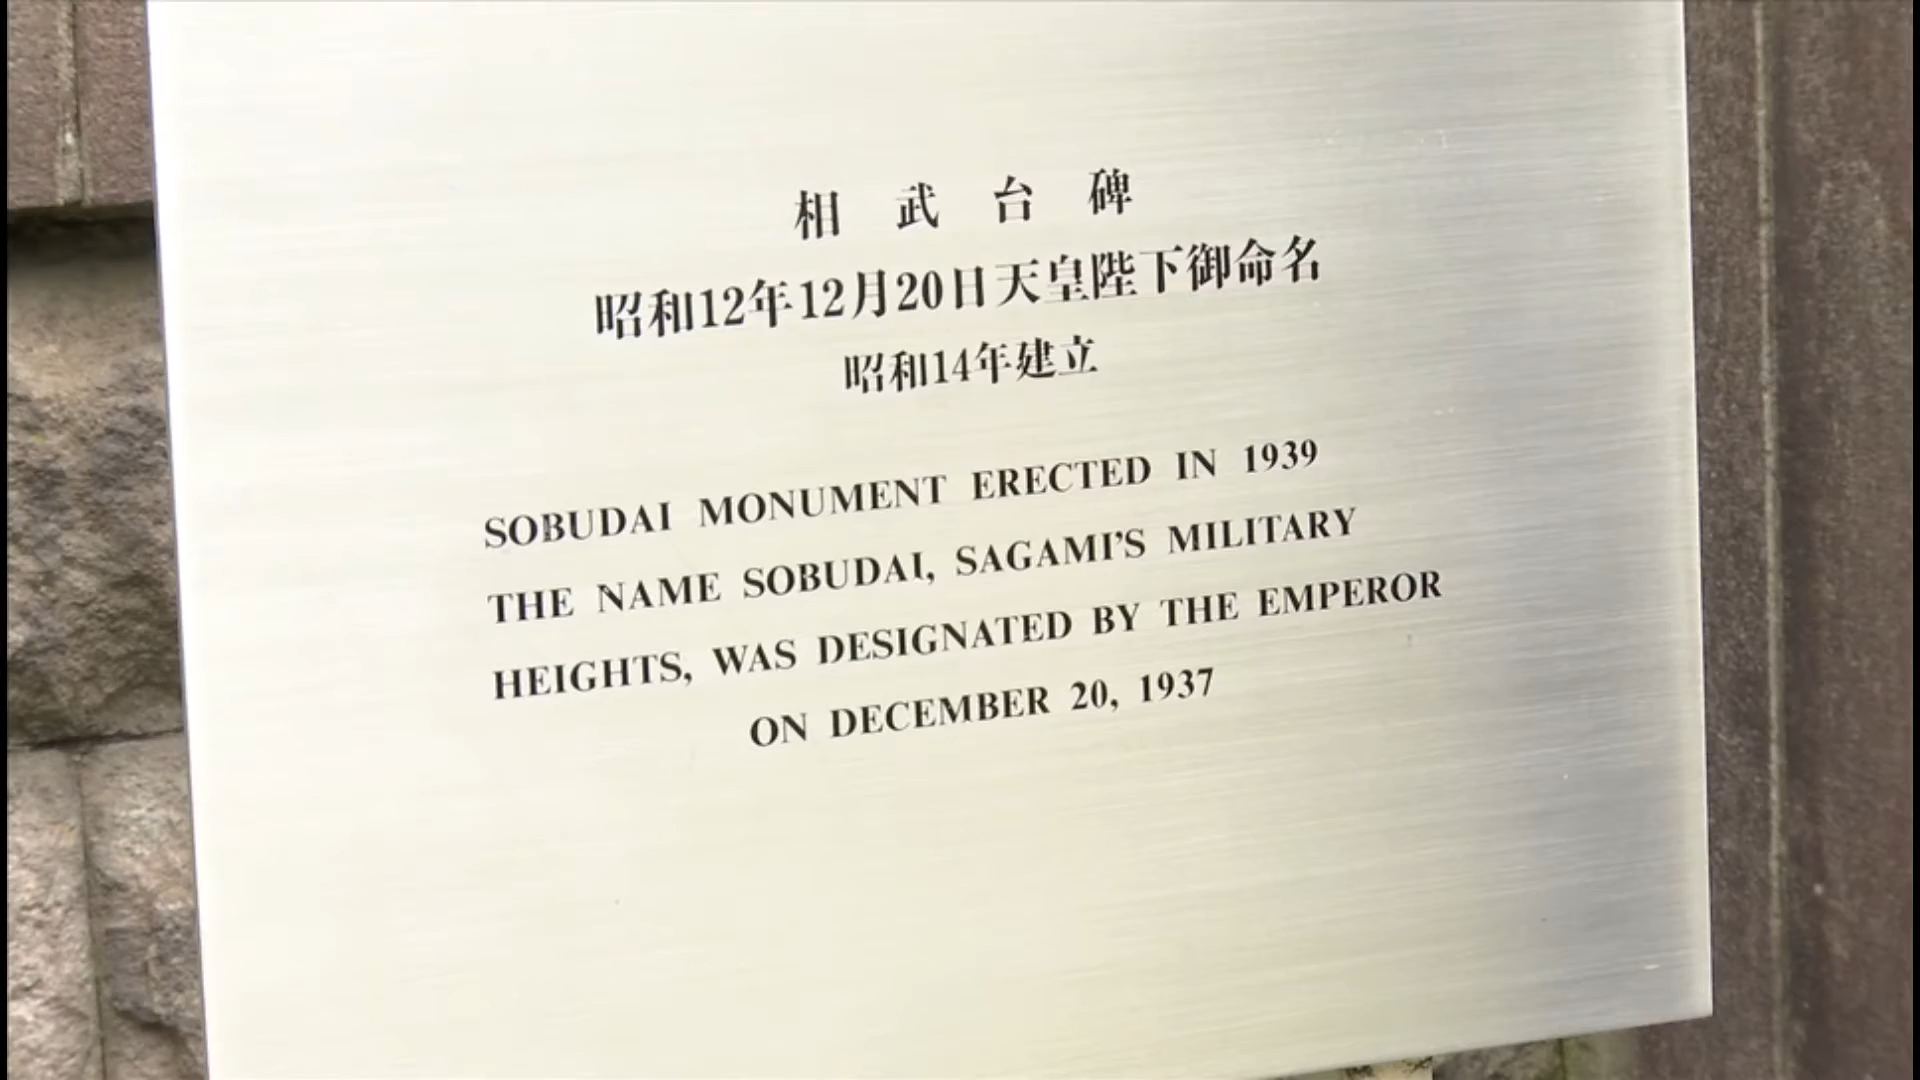 相武台碑
昭和12年12月20日天皇陛下御命名
昭和14年建立
SOBUDAI MONUMENT ERECTED IN 1939
THE NAME SOBUDAI, SAGAMI'S MILITARY
HEIGHTS, WAS DESIGNATED BY THE EMPEROR
ON DECEMBER 20, 1937